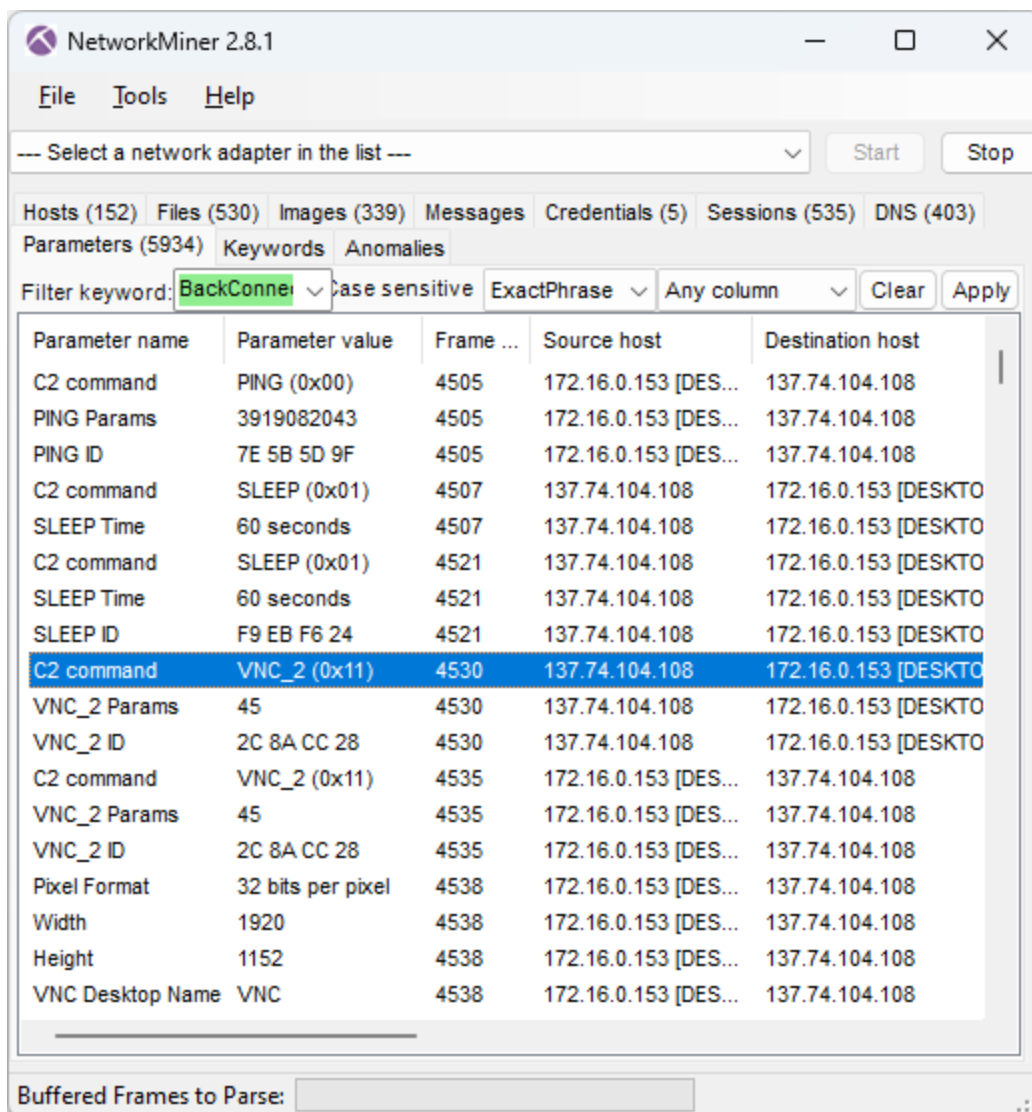 NetworkMiner 2.8.1
File Tools Help
--- Select a network adapter in the list --- Start Stop
Hosts (152) Files (530) Images (339) Messages Credentials (5) Sessions (535) DNS (403)
Parameters (5934) Keywords Anomalies
Filter keyword: BackConne Case sensitive ExactPhrase Any column Clear Apply
Parameter name Parameter value Frame ... Source host Destination host
C2 command PING (0x00) 4505 172.16.0.153 [DES... 137.74.104.108
PING Params 3919082043 4505 172.16.0.153 [DES... 137.74.104.108
PING ID 7E 5B 5D 9F 4505 172.16.0.153 [DES... 137.74.104.108
C2 command SLEEP (0x01) 4507 137.74.104.108 172.16.0.153 [DESKTO
SLEEP Time 60 seconds 4507 137.74.104.108 172.16.0.153 [DESKTO
C2 command SLEEP (0x01) 4521 137.74.104.108 172.16.0.153 [DESKTO
SLEEP Time 60 seconds 4521 137.74.104.108 172.16.0.153 [DESKTO
SLEEP ID F9 EB F6 24 4521 137.74.104.108 172.16.0.153 [DESKTO
C2 command VNC_2 (0x11) 4530 137.74.104.108 172.16.0.153 [DESKTO
VNC_2 Params 45 4530 137.74.104.108 172.16.0.153 [DESKTO
VNC_2 ID 2C 8A CC 28 4530 137.74.104.108 172.16.0.153 [DESKTO
C2 command VNC_2 (0x11) 4535 172.16.0.153 [DES... 137.74.104.108
VNC_2 Params 45 4535 172.16.0.153 [DES... 137.74.104.108
VNC_2 ID 2C 8A CC 28 4535 172.16.0.153 [DES... 137.74.104.108
Pixel Format 32 bits per pixel 4538 172.16.0.153 [DES... 137.74.104.108
Width 1920 4538 172.16.0.153 [DES... 137.74.104.108
Height 1152 4538 172.16.0.153 [DES... 137.74.104.108
VNC Desktop Name VNC 4538 172.16.0.153 [DES... 137.74.104.108
Buffered Frames to Parse: